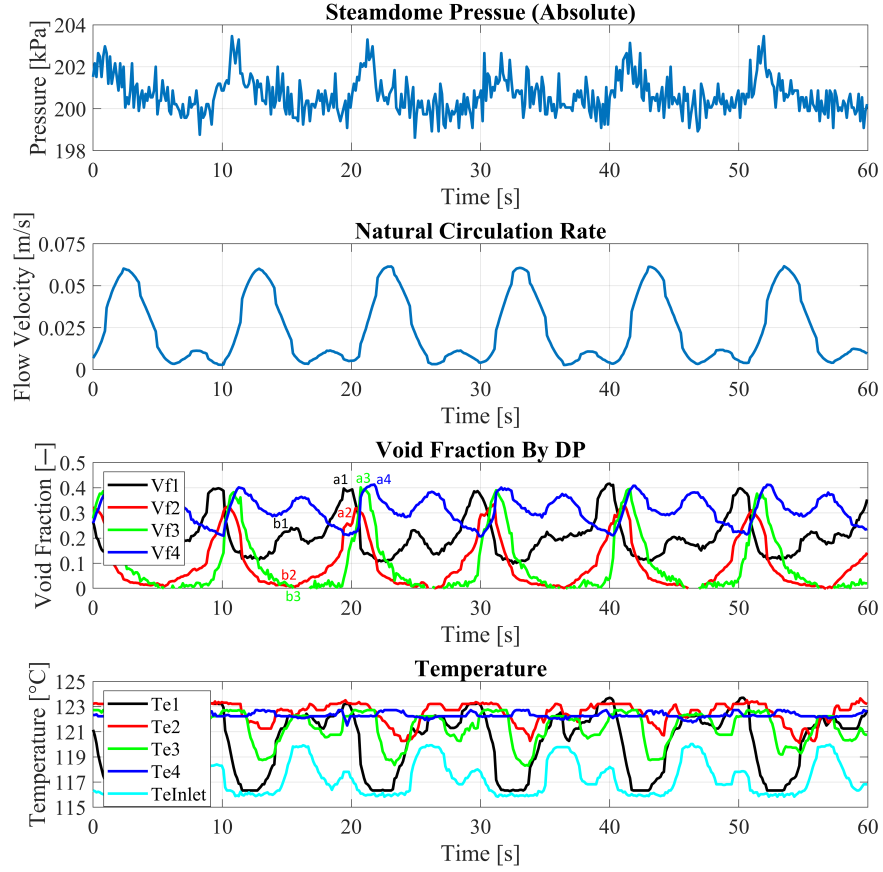 Steamdome Pressue (Absolute)
Pressure [kPa]
204
202
200
198
0 10 20 30 40 50 60
Time [s]
Natural Circulation Rate
Flow Velocity [m/s]
0.075
0.05
0.025
0
0 10 20 30 40 50 60
Time [s]
Void Fraction By DP
Void Fraction [—]
0.5
0.4
0.3
0.2
0.1
0
Vf1
Vf2
Vf3
Vf4
a1 a3 a4
a2
b1
b2
b3
0 10 20 30 40 50 60
Time [s]
Temperature
Temperature [°C]
125
123
121
119
117
115
Te1
Te2
Te3
Te4
TeInlet
0 10 20 30 40 50 60
Time [s]